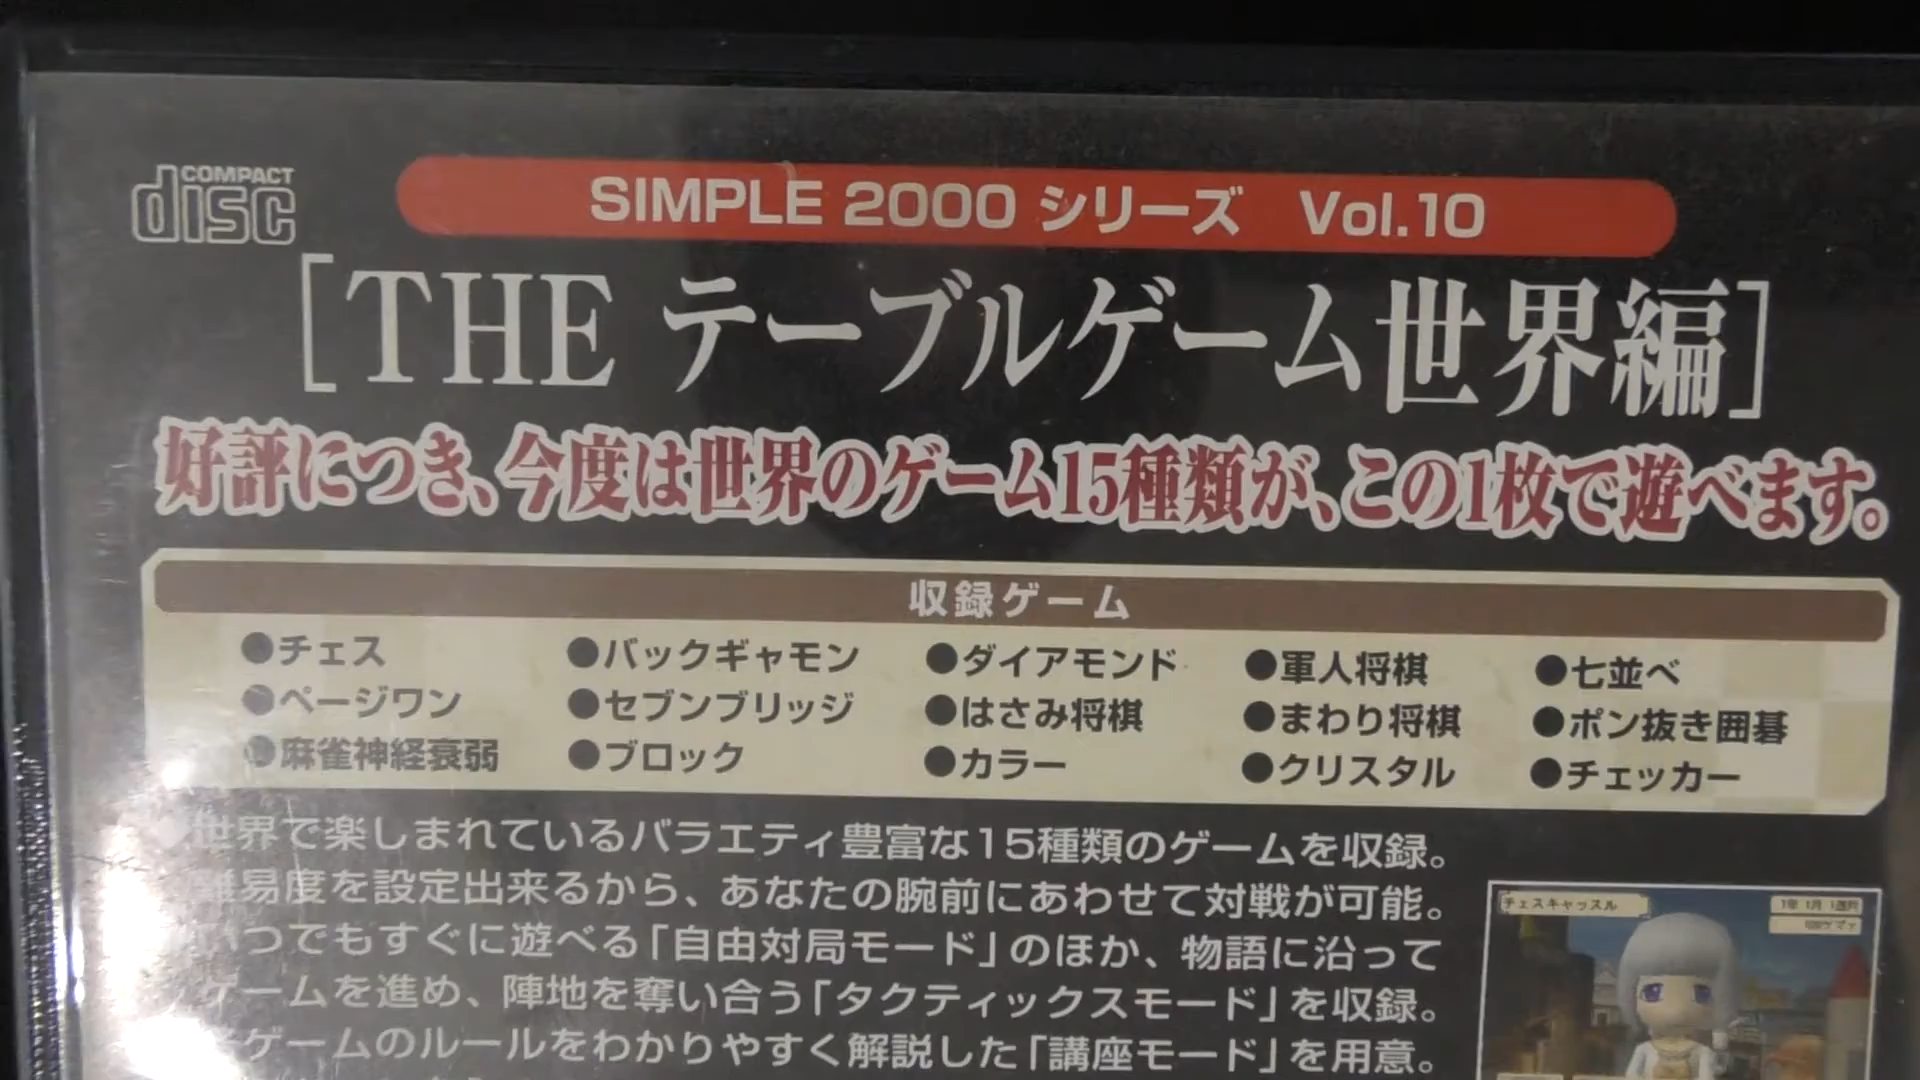 COMPACT
disc
SIMPLE 2000 シリーズ Vol.10
[THE テーブルゲーム世界編]
好評につき、今度は世界のゲーム15種類が、この1枚で遊べます。
収録ゲーム
●チェス ●バックギャモン ●ダイアモンド ●軍人将棋 ●七並べ
●ページワン ●セブンブリッジ ●はさみ将棋 ●まわり将棋 ●ポン抜き囲碁
●麻雀神経衰弱 ●ブロック ●カラー ●クリスタル ●チェッカー
世界で楽しまれているバラエティ豊富な15種類のゲームを収録。
難易度を設定出来るから、あなたの腕前にあわせて対戦が可能。
いつでもすぐに遊べる「自由対局モード」のほか、物語に沿って
ゲームを進め、陣地を奪い合う「タクティックスモード」を収録。
ゲームのルールをわかりやすく解説した「講座モード」を用意。
チェスキャッスル
1年 1月 1週月